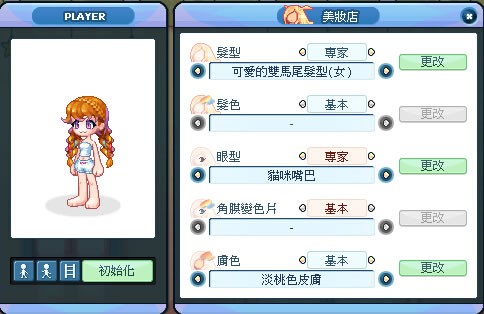 PLAYER
初始化
美妝店
髮型 專家
可愛的雙馬尾髮型(女)
更改
髮色 基本
-
更改
眼型 專家
貓咪嘴巴
更改
角膜變色片 基本
-
更改
膚色 基本
淡桃色皮膚
更改